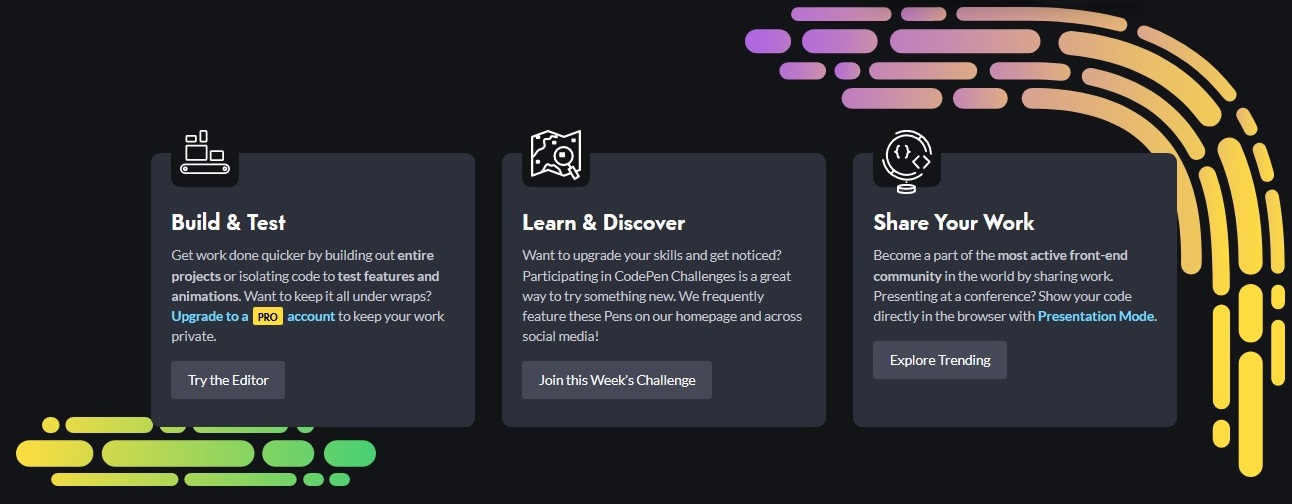 Build & Test
Get work done quicker by building out entire
projects or isolating code to test features and
animations. Want to keep it all under wraps?
Upgrade to a PRO account to keep your work
private.
Try the Editor
Learn & Discover
Want to upgrade your skills and get noticed?
Participating in CodePen Challenges is a great
way to try something new. We frequently
feature these Pens on our homepage and across
social media!
Join this Week's Challenge
Share Your Work
Become a part of the most active front-end
community in the world by sharing work.
Presenting at a conference? Show your code
directly in the browser with Presentation Mode.
Explore Trending